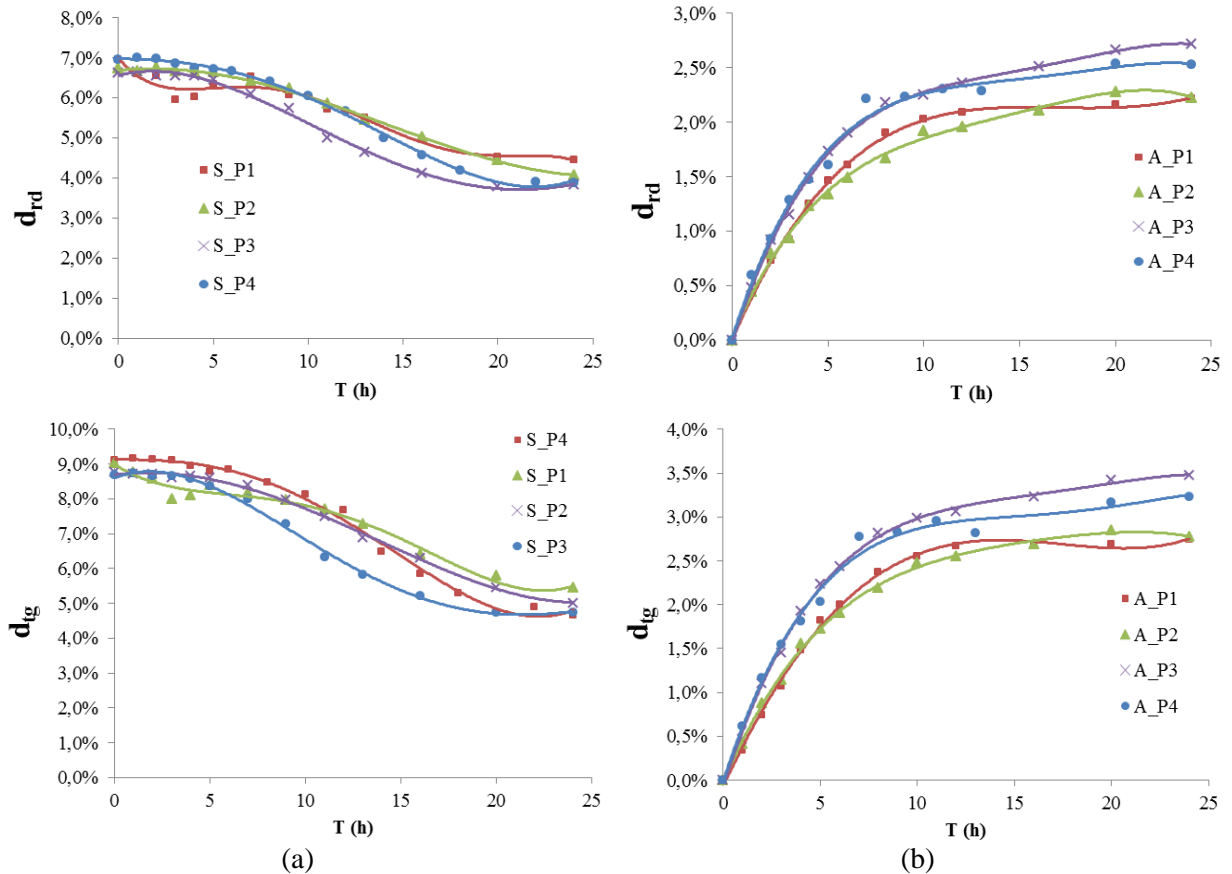 8,0%
7,0%
6,0%
5,0%
4,0%
3,0%
2,0%
1,0%
0,0%
d_rd
S_P1
S_P2
S_P3
S_P4
0 5 10 15 20 25
T (h)
3,0%
2,5%
2,0%
1,5%
1,0%
0,5%
0,0%
d_rd
A_P1
A_P2
A_P3
A_P4
0 5 10 15 20 25
T (h)
10,0%
9,0%
8,0%
7,0%
6,0%
5,0%
4,0%
3,0%
2,0%
1,0%
0,0%
d_tg
S_P4
S_P1
S_P2
S_P3
0 5 10 15 20 25
T (h)
(a)
4,0%
3,5%
3,0%
2,5%
2,0%
1,5%
1,0%
0,5%
0,0%
d_tg
A_P1
A_P2
A_P3
A_P4
0 5 10 15 20 25
T (h)
(b)